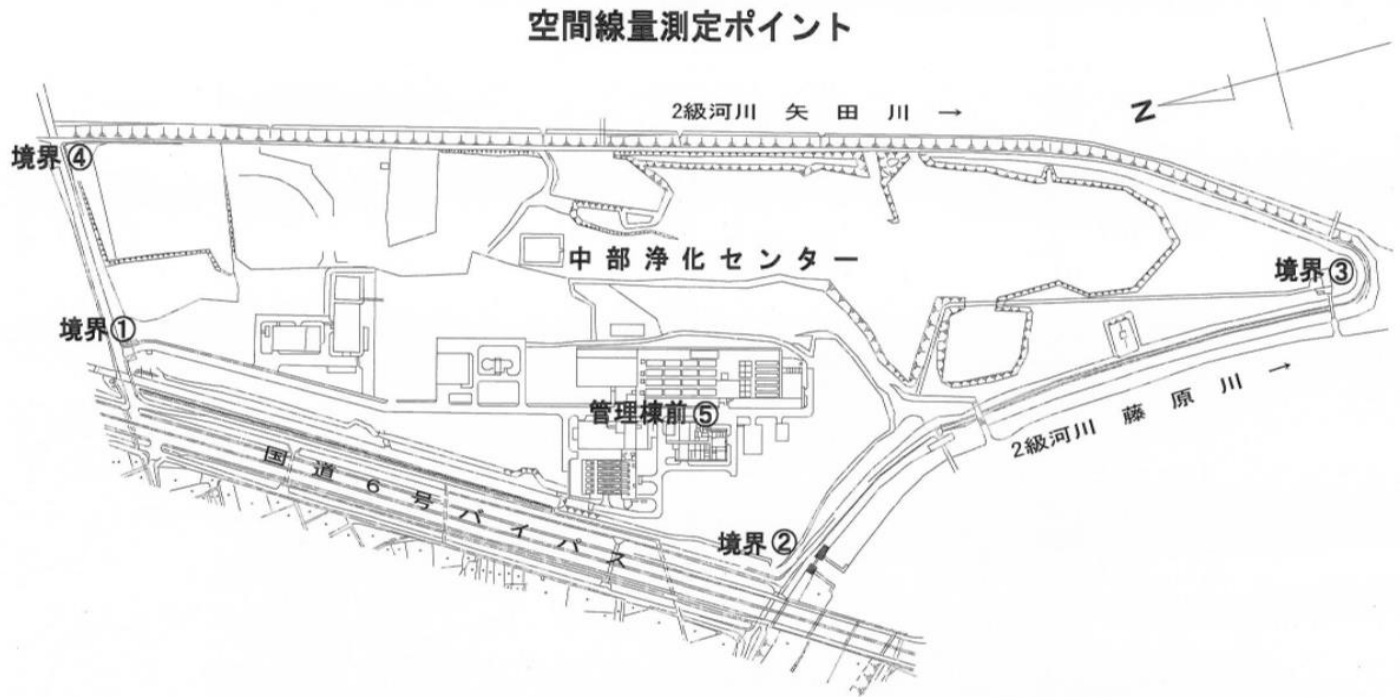 空間線量測定ポイント
2級河川 矢田川 →
N
境界④
中部浄化センター
境界③
境界①
管理棟前⑤
2級河川 藤原川 →
国道6号バイパス
境界②